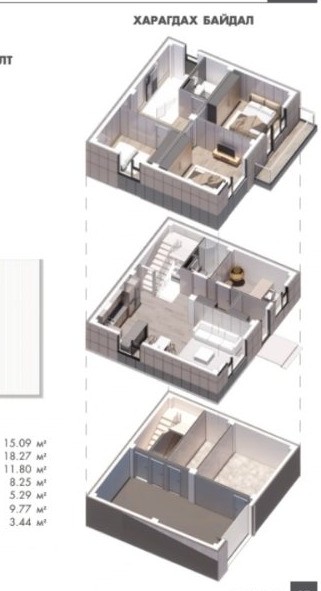 ХАРАГДАХ БАЙДАЛ
ЛТ
15.09 м²
18.27 м²
11.80 м²
8.25 м²
5.29 м²
9.77 м²
3.44 м²